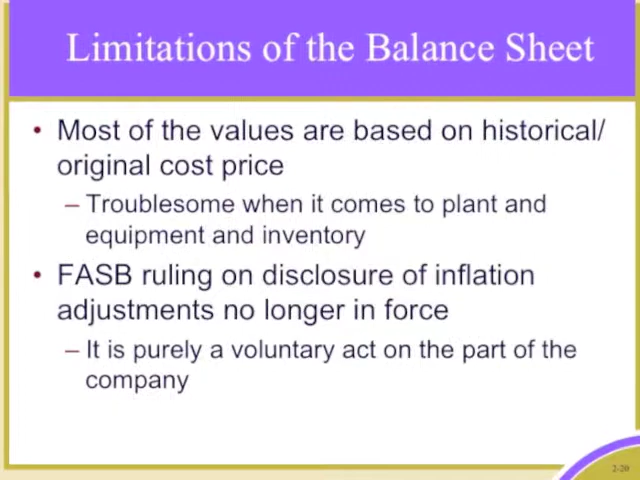 Limitations of the Balance Sheet
• Most of the values are based on historical/
original cost price
– Troublesome when it comes to plant and
equipment and inventory
• FASB ruling on disclosure of inflation
adjustments no longer in force
– It is purely a voluntary act on the part of the
company
2-20